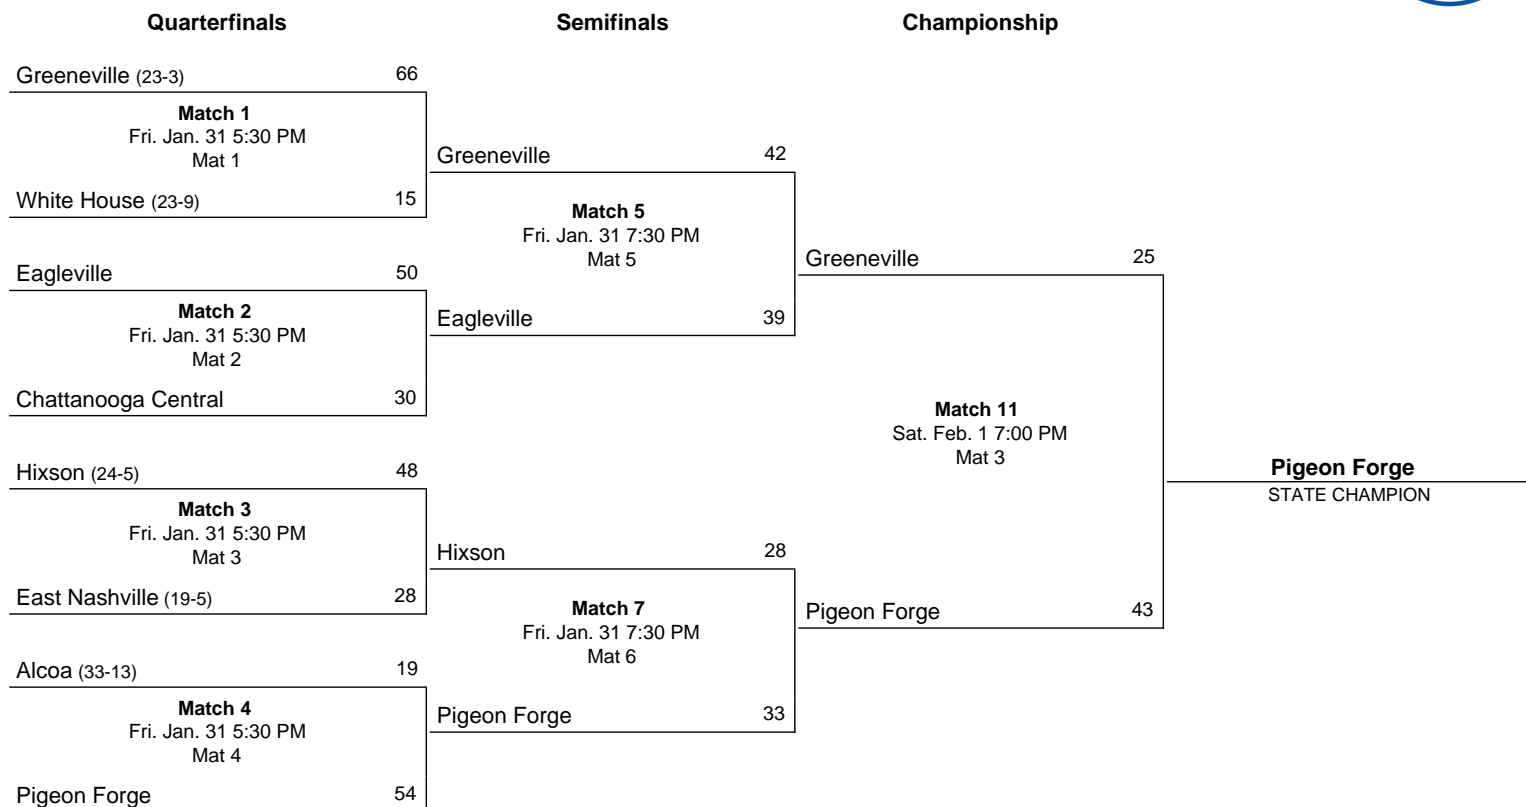 Quarterfinals Semifinals Championship
Greeneville (23-3) 66
Match 1
Fri. Jan. 31 5:30 PM
Mat 1
White House (23-9) 15
Eagleville 50
Match 2
Fri. Jan. 31 5:30 PM
Mat 2
Chattanooga Central 30
Hixson (24-5) 48
Match 3
Fri. Jan. 31 5:30 PM
Mat 3
East Nashville (19-5) 28
Alcoa (33-13) 19
Match 4
Fri. Jan. 31 5:30 PM
Mat 4
Pigeon Forge 54
Greeneville 42
Match 5
Fri. Jan. 31 7:30 PM
Mat 5
Eagleville 39
Hixson 28
Match 7
Fri. Jan. 31 7:30 PM
Mat 6
Pigeon Forge 33
Greeneville 25
Match 11
Sat. Feb. 1 7:00 PM
Mat 3
Pigeon Forge 43
Pigeon Forge
STATE CHAMPION